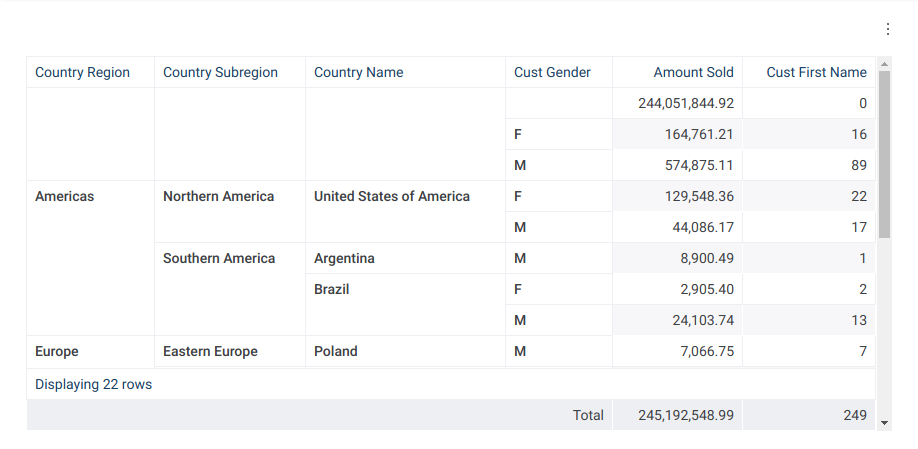 Country Region Country Subregion Country Name Cust Gender Amount Sold Cust First Name
244,051,844.92 0
F 164,761.21 16
M 574,875.11 89
Americas Northern America United States of America F 129,548.36 22
M 44,086.17 17
Southern America Argentina M 8,900.49 1
Brazil F 2,905.40 2
M 24,103.74 13
Europe Eastern Europe Poland M 7,066.75 7
Displaying 22 rows
Total 245,192,548.99 249